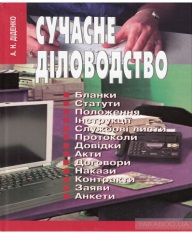 А. Н. ДІДЕНКО
СУЧАСНЕ
ДІЛОВОДСТВО
Бланки
Статути
Положення
Інструкції
Службові листи
Протоколи
Довідки
Акти
Договори
Накази
Контракти
Заяви
Анкети